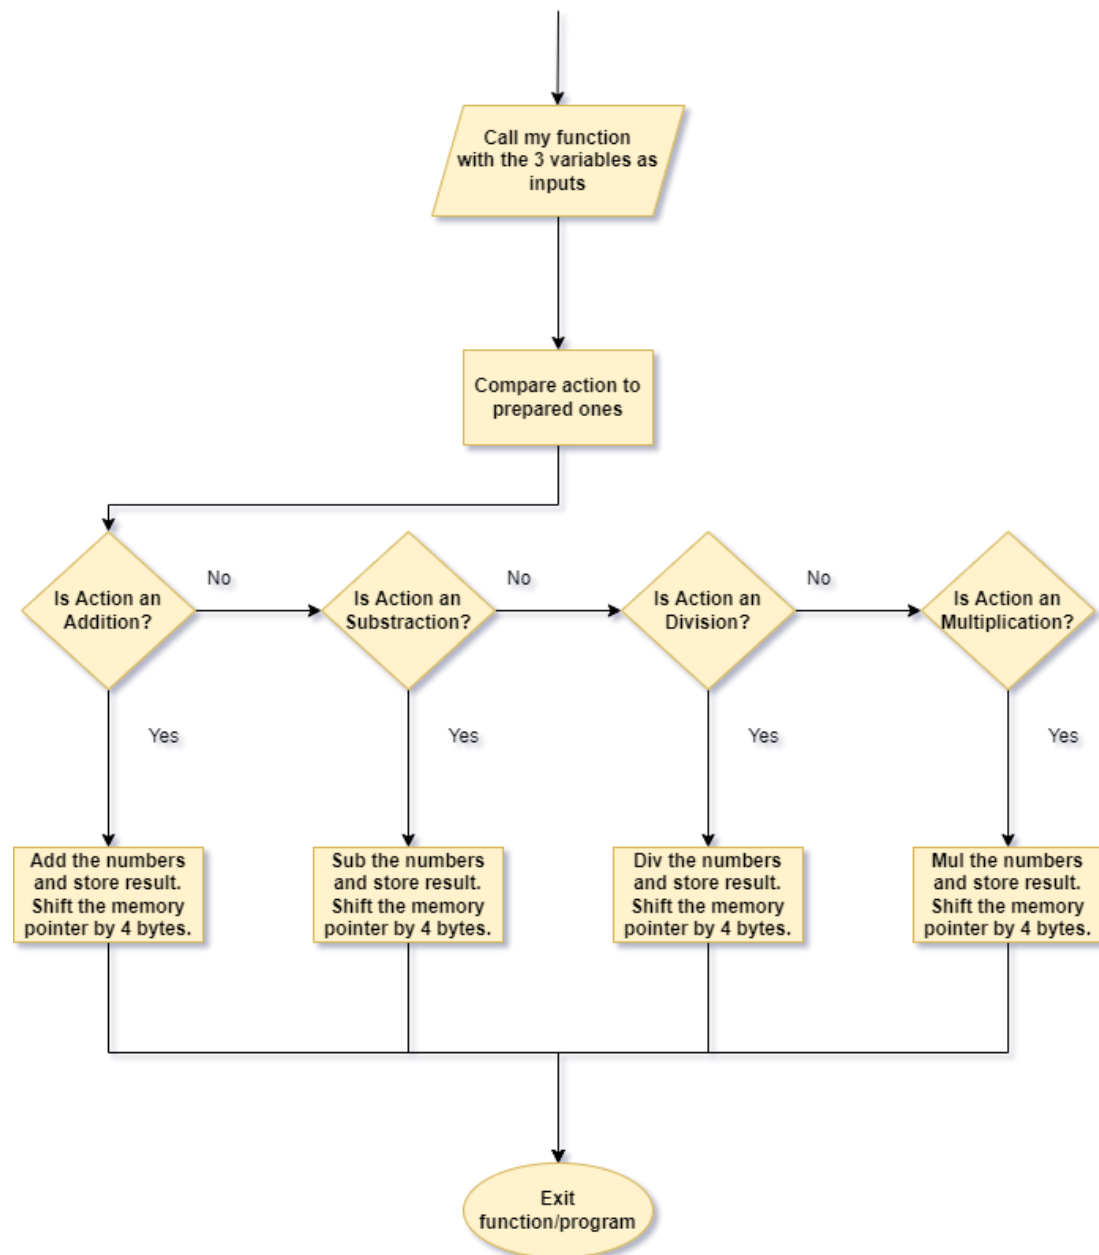 Call my function
with the 3 variables as
inputs
Compare action to
prepared ones
Is Action an
Addition?
No
Is Action an
Substraction?
No
Is Action an
Division?
No
Is Action an
Multiplication?
Yes
Yes
Yes
Yes
Add the numbers
and store result.
Shift the memory
pointer by 4 bytes.
Sub the numbers
and store result.
Shift the memory
pointer by 4 bytes.
Div the numbers
and store result.
Shift the memory
pointer by 4 bytes.
Mul the numbers
and store result.
Shift the memory
pointer by 4 bytes.
Exit
function/program